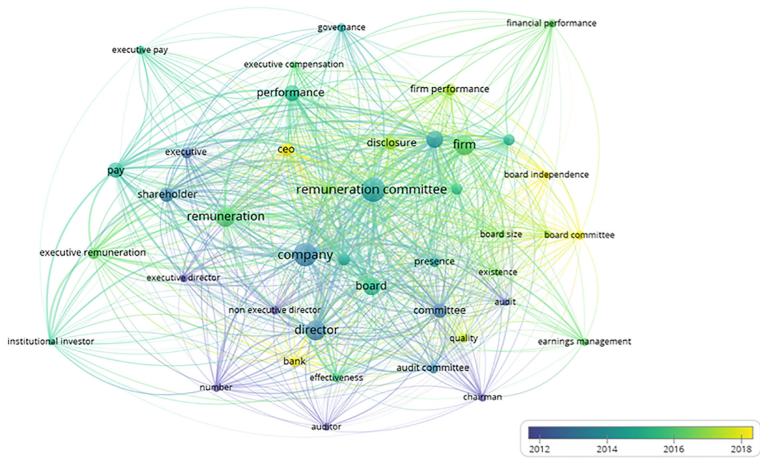 financial performance
governance
executive pay
executive compensation
performance
firm performance
disclosure
firm
ceo
executive
pay
board independence
remuneration committee
shareholder
remuneration
board size
board committee
executive remuneration
company
presence
existence
executive director
board
audit
non executive director
committee
director
quality
institutional investor
earnings management
bank
audit committee
effectiveness
number
chairman
auditor
2012 2014 2016 2018